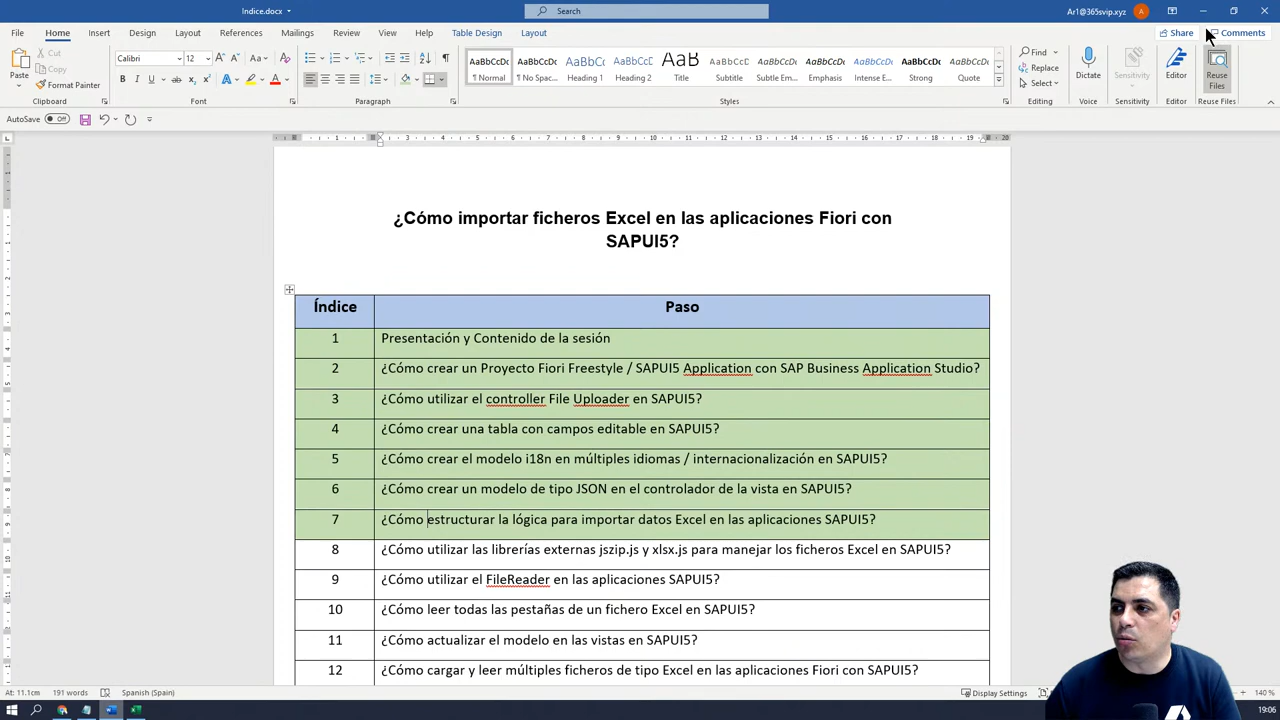 Indice.docx
Search
Ar1@365svip.xyz
File Home Insert Design Layout References Mailings Review View Help Table Design Layout
Share Comments
Paste
Cut
Copy
Format Painter
Calibri 12
AaBbCcDc AaBbCcDc AaBbCc AaBbCcC AaB AaBbCcD AaBbCcDc AaBbCcDc AaBbCcDc AaBbCcDc AaBbCcDc
¶ Normal ¶ No Spac... Heading 1 Heading 2 Title Subtitle Subtle Em... Emphasis Intense E... Strong Quote
Find
Replace
Select
Dictate
Sensitivity
Editor
Reuse Files
Clipboard Font Paragraph Styles Editing Voice Sensitivity Editor Reuse Files
AutoSave Off
¿Cómo importar ficheros Excel en las aplicaciones Fiori con
SAPUI5?
Índice Paso
1 Presentación y Contenido de la sesión
2 ¿Cómo crear un Proyecto Fiori Freestyle / SAPUI5 Application con SAP Business Application Studio?
3 ¿Cómo utilizar el controller File Uploader en SAPUI5?
4 ¿Cómo crear una tabla con campos editable en SAPUI5?
5 ¿Cómo crear el modelo i18n en múltiples idiomas / internacionalización en SAPUI5?
6 ¿Cómo crear un modelo de tipo JSON en el controlador de la vista en SAPUI5?
7 ¿Cómo estructurar la lógica para importar datos Excel en las aplicaciones SAPUI5?
8 ¿Cómo utilizar las librerías externas jszip.js y xlsx.js para manejar los ficheros Excel en SAPUI5?
9 ¿Cómo utilizar el FileReader en las aplicaciones SAPUI5?
10 ¿Cómo leer todas las pestañas de un fichero Excel en SAPUI5?
11 ¿Cómo actualizar el modelo en las vistas en SAPUI5?
12 ¿Cómo cargar y leer múltiples ficheros de tipo Excel en las aplicaciones Fiori con SAPUI5?
At: 11.1cm 191 words Spanish (Spain) Display Settings 140 %
19:06